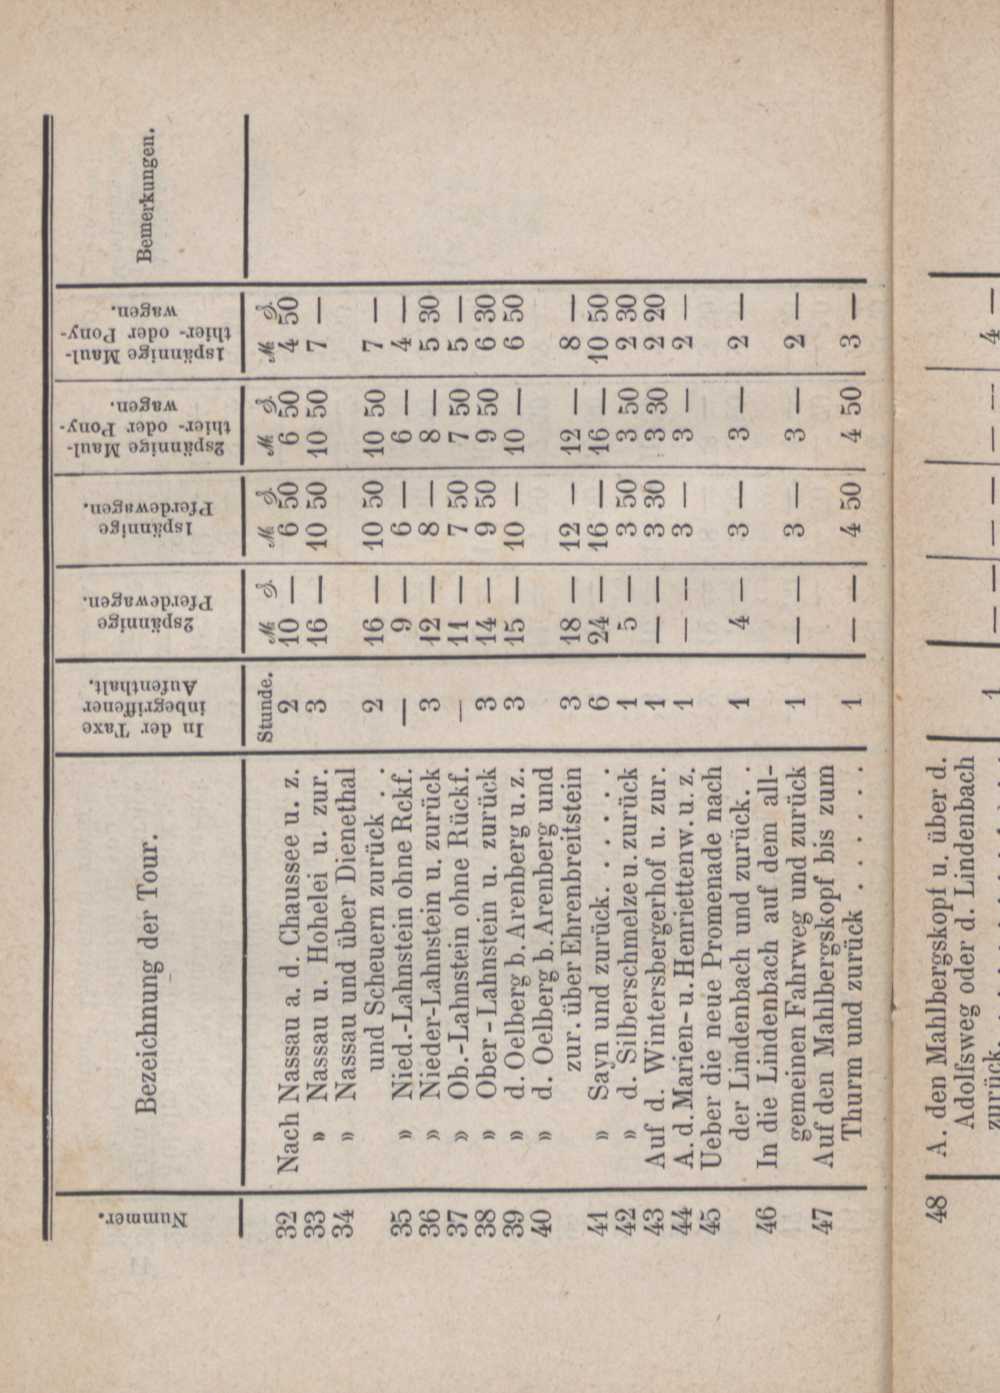 Nummer. Bezeichnung der Tour. In der Taxe inbegriffener Aufenthalt. 2spännige Pferdewagen. 1spännige Pferdewagen. 2spännige Maul- thier- oder Pony- wagen. 1spännige Maul- thier- oder Pony- wagen. Bemerkungen.
Stunde. ℳ ₰ ℳ ₰ ℳ ₰ ℳ ₰
32 Nach Nassau a. d. Chaussee u. z. 2 10 — 6 50 6 50 4 50
33 » Nassau u. Hohelei u. zur. 3 16 — 10 50 10 50 7 —
34 » Nassau und über Dienethal
und Scheuern zurück . . 2 16 — 10 50 10 50 7 —
35 » Nied.-Lahnstein ohne Rckf. — 9 — 6 — 6 — 4 —
36 » Nieder-Lahnstein u. zurück 3 12 — 8 — 8 — 5 30
37 » Ob.-Lahnstein ohne Rückf. — 11 — 7 50 7 50 5 —
38 » Ober-Lahnstein u. zurück 3 14 — 9 50 9 50 6 30
39 » d. Oelberg b. Arenberg u. z. 3 15 — 10 — 10 — 6 50
40 » d. Oelberg b. Arenberg und
zur. über Ehrenbreitstein 3 18 — 12 — 12 — 8 —
41 » Sayn und zurück . . . . . 6 24 — 16 — 16 — 10 50
42 » d. Silberschmelze u. zurück 1 5 — 3 50 3 50 2 30
43 Auf d. Wintersbergerhof u. zur. 1 — — 3 30 3 30 2 20
44 A. d. Marien- u. Henriettenw. u. z. 1 — — 3 — 3 — 2 —
45 Ueber die neue Promenade nach
der Lindenbach und zurück . . 1 4 — 3 — 3 — 2 —
46 In die Lindenbach auf dem all-
gemeinen Fahrweg und zurück 1 — — 3 — 3 — 2 —
47 Auf den Mahlbergskopf bis zum
Thurm und zurück . . . . . . 1 — — 4 50 4 50 3 —
48 A. den Mahlbergskopf u. über d.
Adolfsweg oder d. Lindenbach
zurück. 1 — — — — — — 4 —